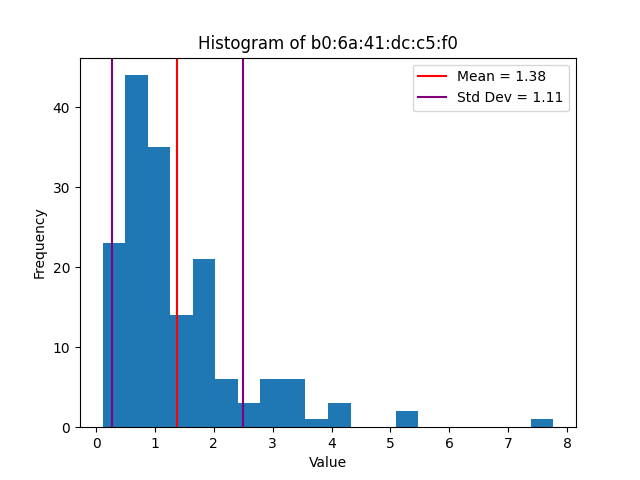 Histogram of b0:6a:41:dc:c5:f0
Mean = 1.38
Std Dev = 1.11
Frequency
40
30
20
10
0
0 1 2 3 4 5 6 7 8
Value